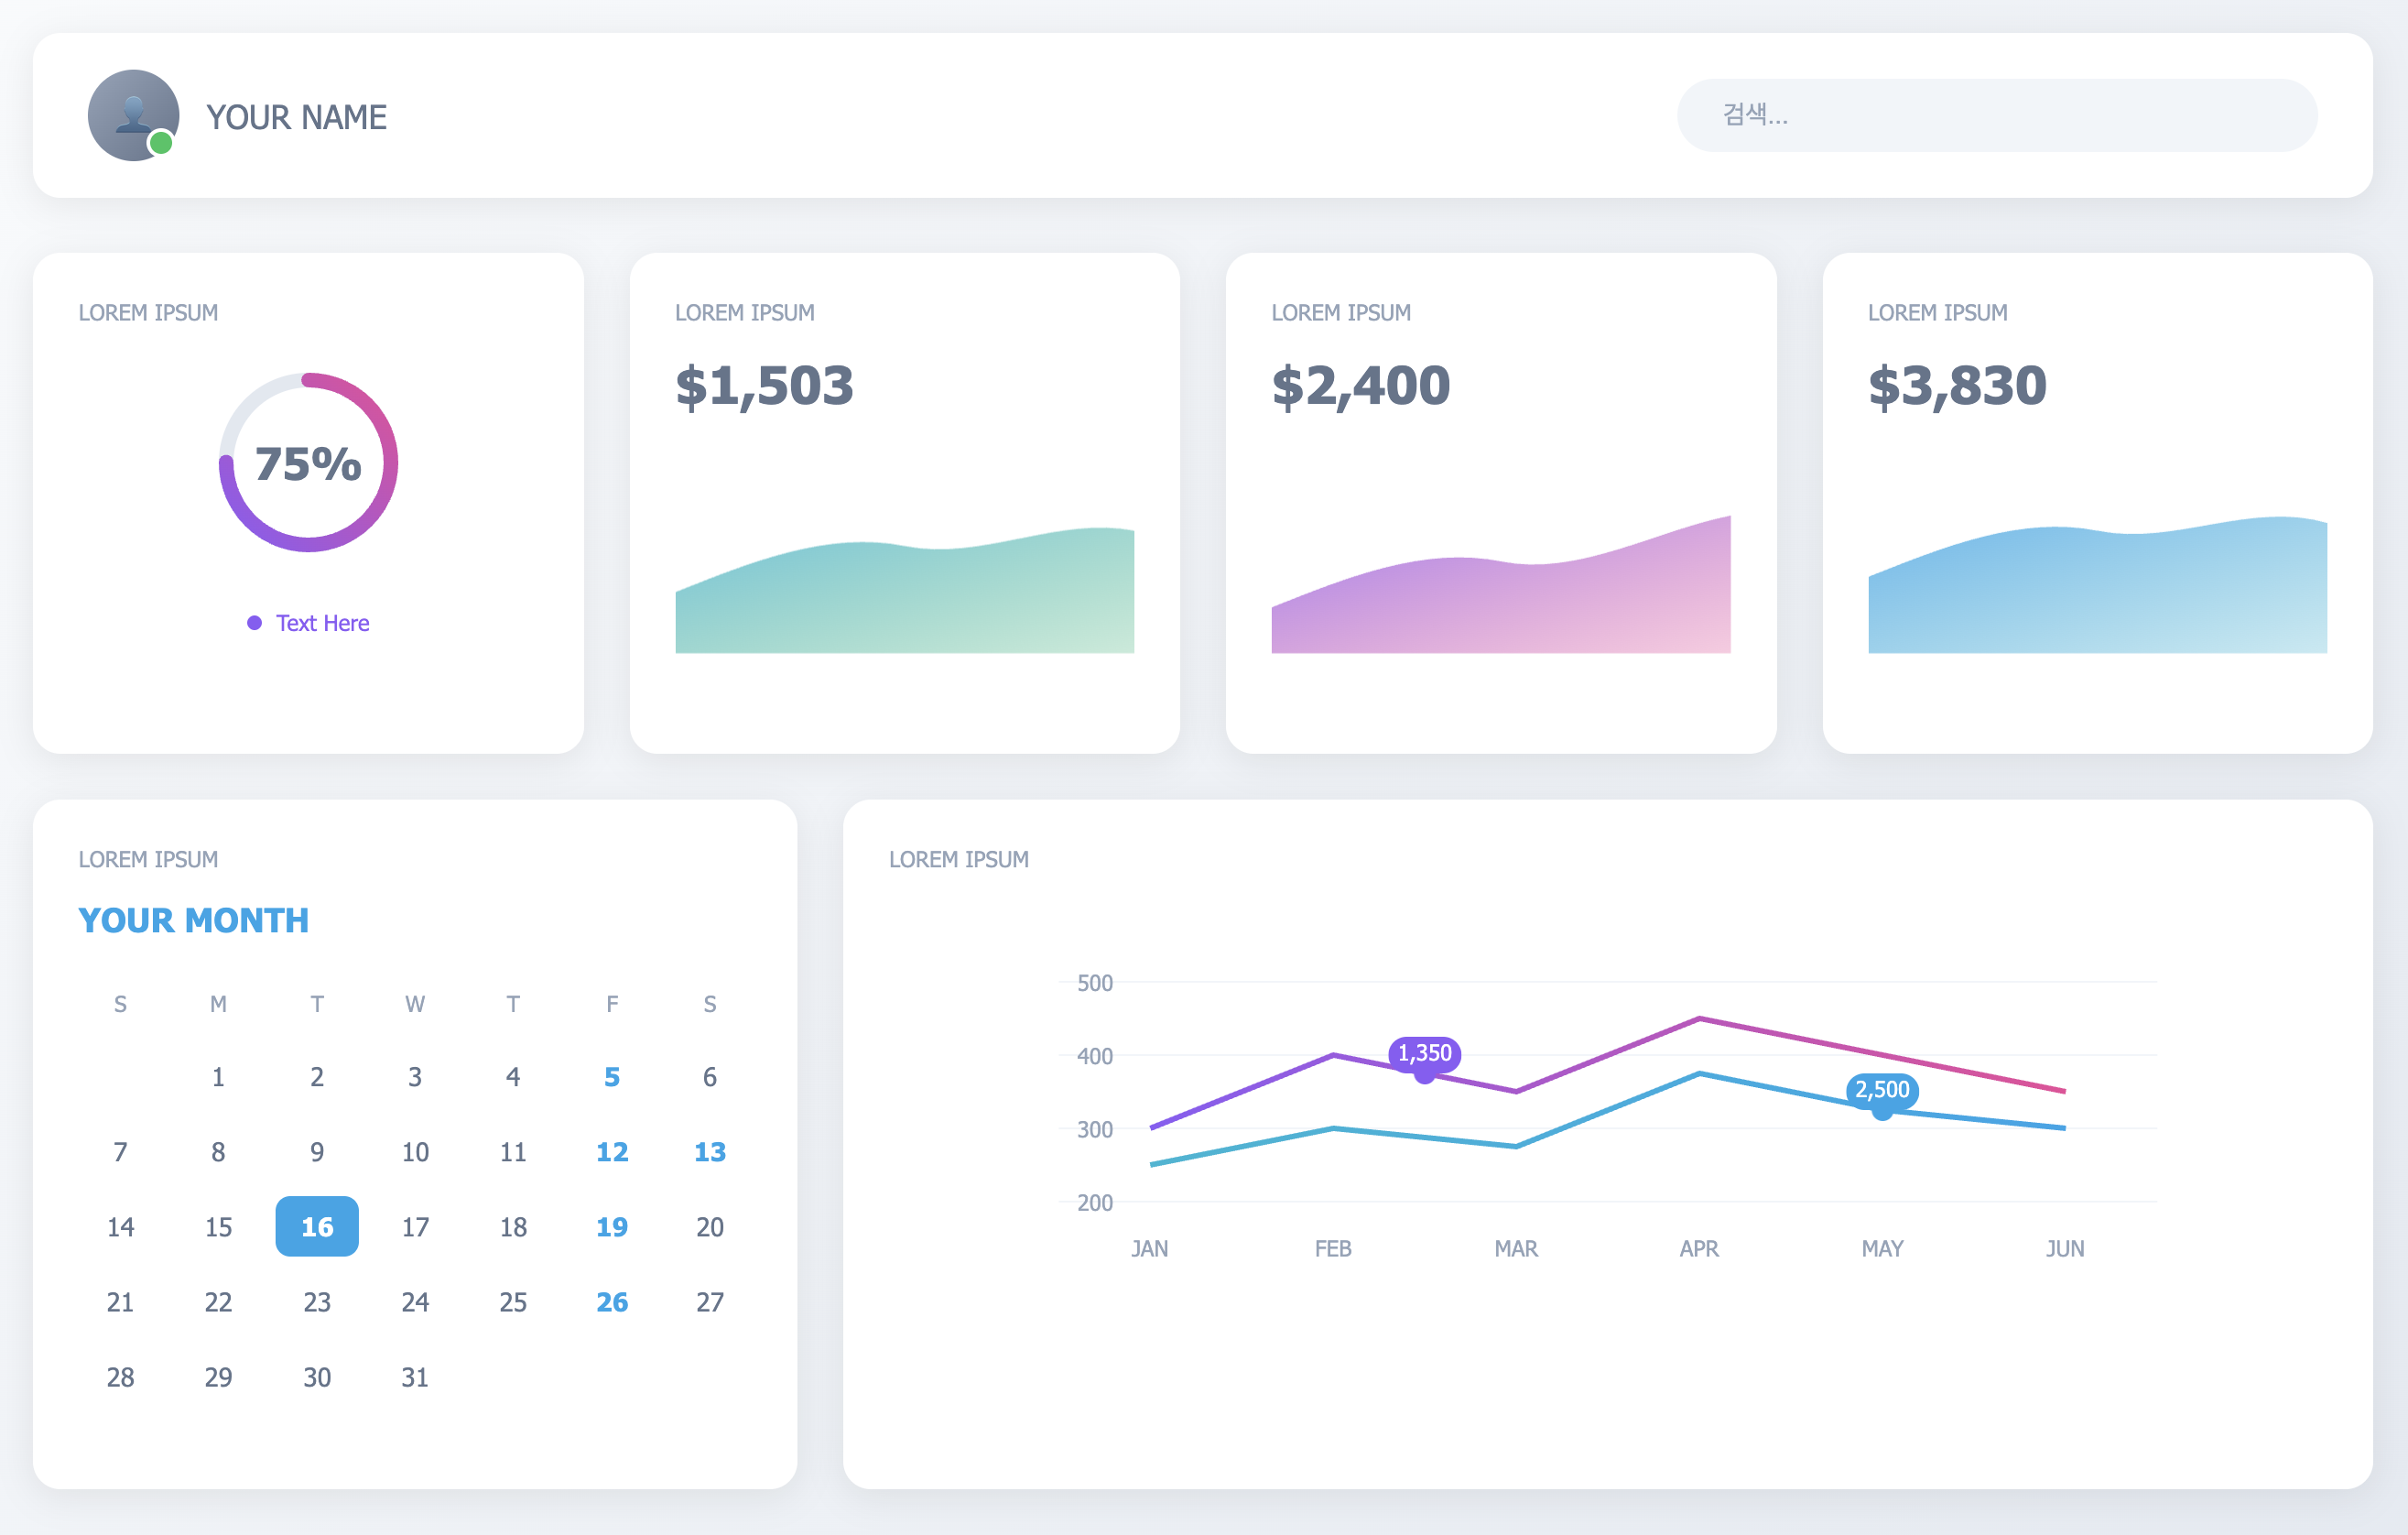 YOUR NAME
검색...
LOREM IPSUM
75%
Text Here
LOREM IPSUM
$1,503
LOREM IPSUM
$2,400
LOREM IPSUM
$3,830
LOREM IPSUM
YOUR MONTH
S M T W T F S
1 2 3 4 5 6
7 8 9 10 11 12 13
14 15 16 17 18 19 20
21 22 23 24 25 26 27
28 29 30 31
LOREM IPSUM
500
400
300
200
1,350
2,500
JAN FEB MAR APR MAY JUN